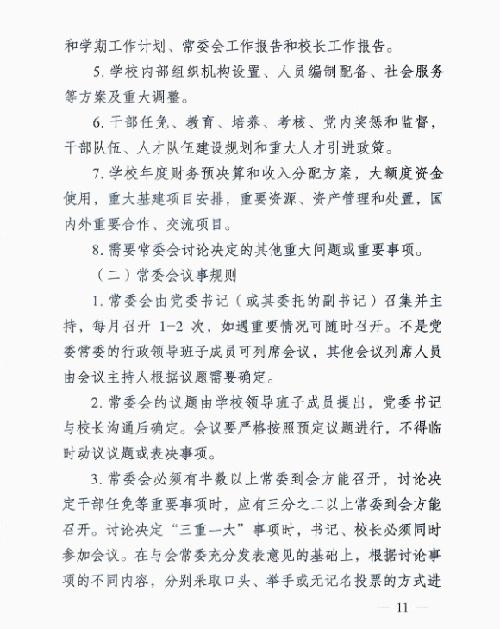 和学期工作计划、常委会工作报告和校长工作报告。
5. 学校内部组织机构设置、人员编制配备、社会服务
等方案及重大调整。
6. 干部任免、教育、培养、考核、党内奖惩和监督，
干部队伍、人才队伍建设规划和重大人才引进政策。
7. 学校年度财务预决算和收入分配方案，大额度资金
使用，重大基建项目安排，重要资源、资产管理和处置，国
内外重要合作、交流项目。
8. 需要常委会讨论决定的其他重大问题或重要事项。
（二）常委会议事规则
1. 常委会由党委书记（或其委托的副书记）召集并主
持，每月召开 1-2 次，如遇重要情况可随时召开。不是党
委常委的行政领导班子成员可列席会议，其他会议列席人员
由会议主持人根据议题需要确定。
2. 常委会的议题由学校领导班子成员提出，党委书记
与校长沟通后确定。会议要严格按照预定议题进行，不得临
时动议议题或表决事项。
3. 常委会必须有半数以上常委到会方能召开，讨论决
定干部任免等重要事项时，应有三分之二以上常委到会方能
召开。讨论决定“三重一大”事项时，书记、校长必须同时
参加会议。在与会常委充分发表意见的基础上，根据讨论事
项的不同内容，分别采取口头、举手或无记名投票的方式进
— 11 —